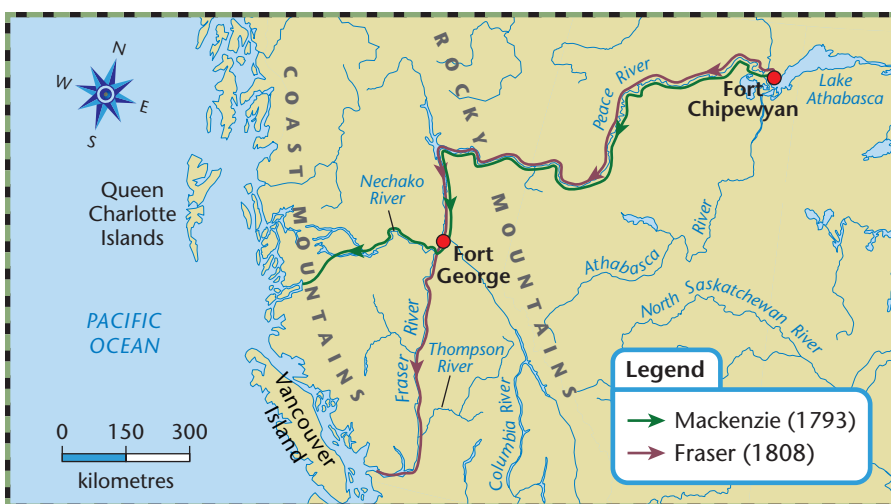 N
W
E
S
COAST MOUNTAINS
ROCKY MOUNTAINS
Peace River
Fort
Chipewyan
Lake
Athabasca
Queen
Charlotte
Islands
Nechako
River
Fort
George
Athabasca River
North Saskatchewan River
PACIFIC
OCEAN
Fraser River
Thompson
River
Columbia River
Vancouver
Island
0 150 300
kilometres
Legend
Mackenzie (1793)
Fraser (1808)